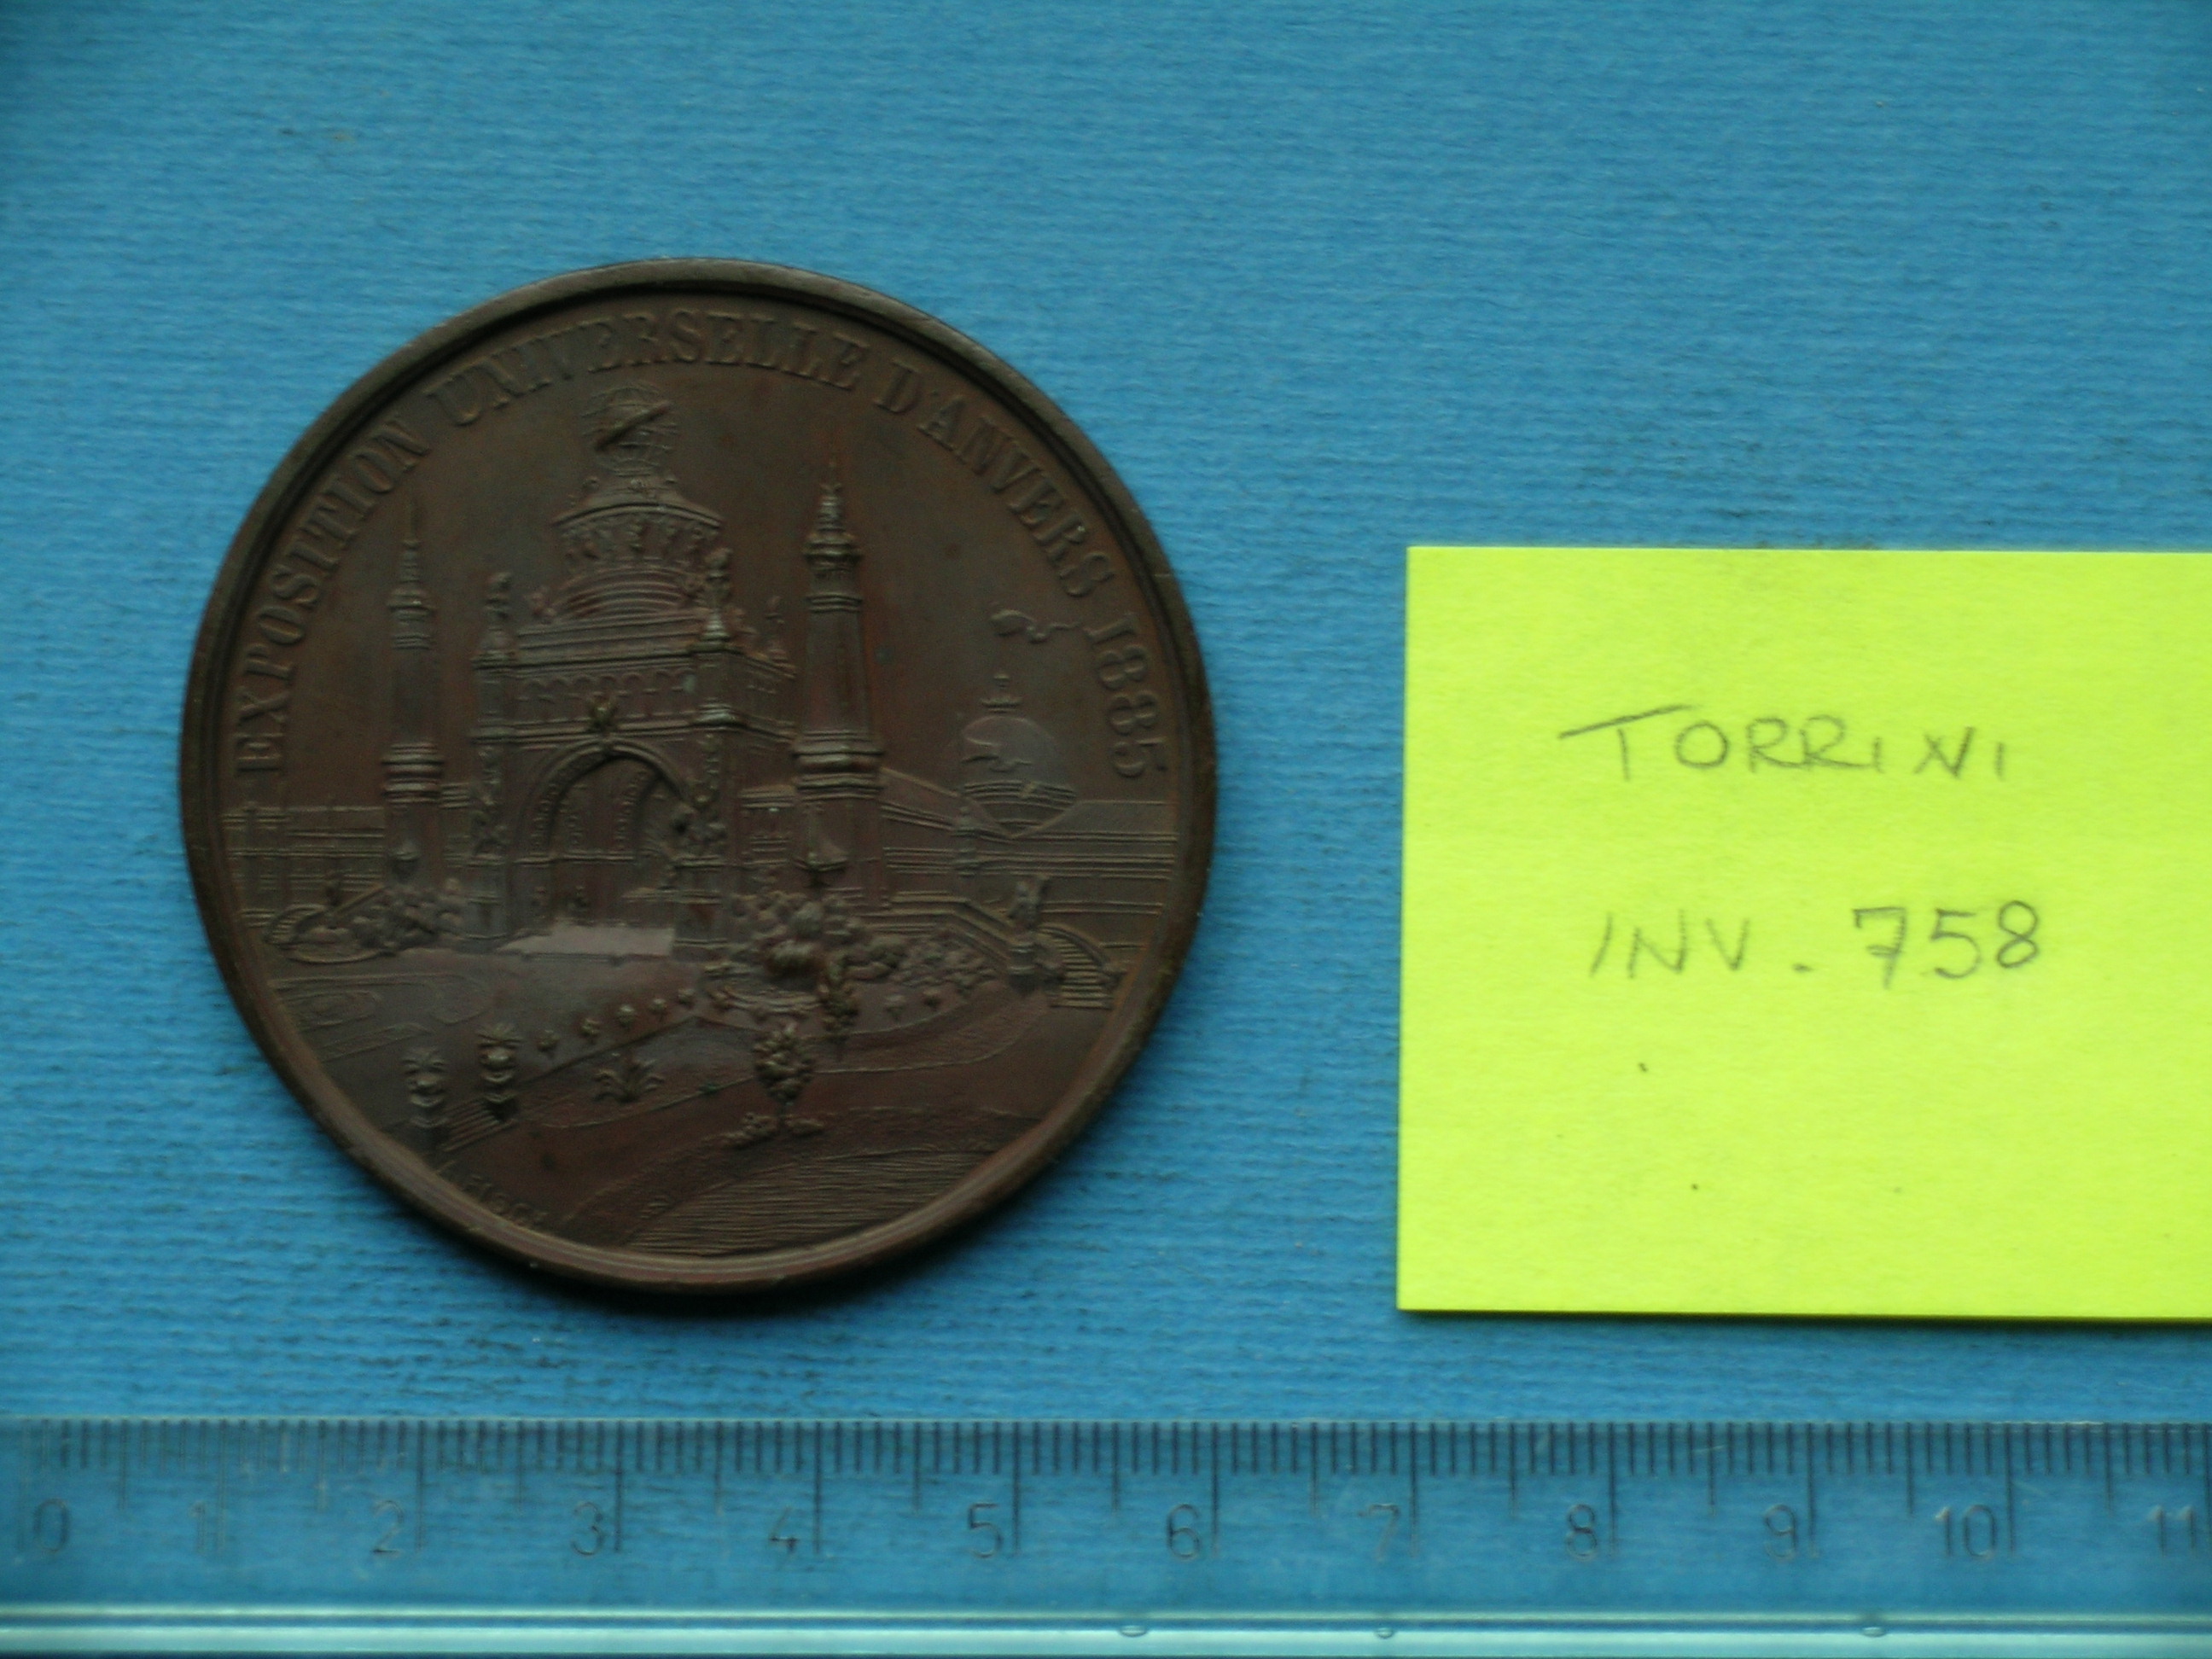 EXPOSITION UNIVERSELLE D'ANVERS 1885
TORRINI
INV. 758
0 1 2 3 4 5 6 7 8 9 10 11